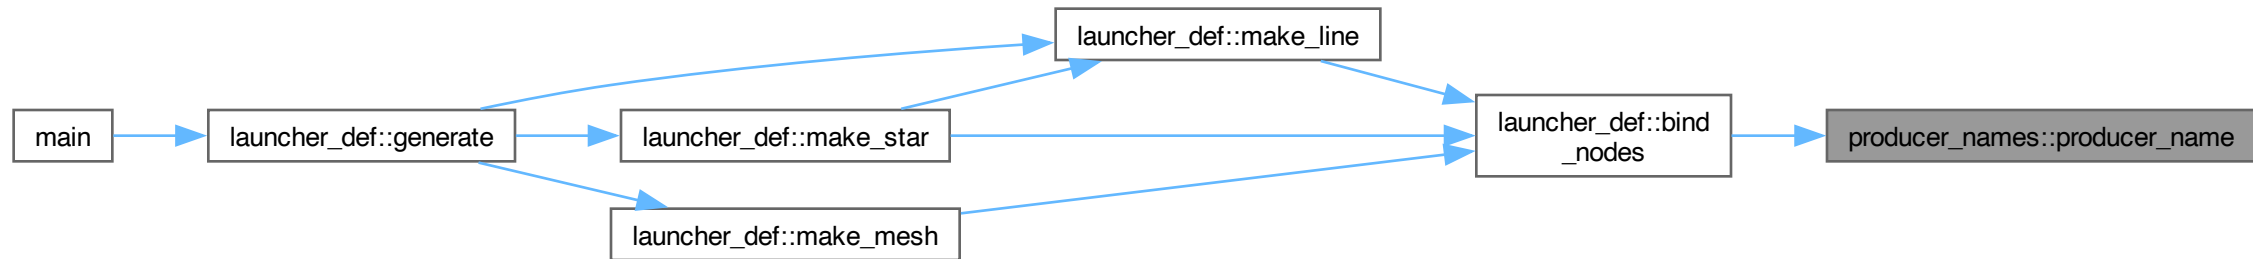 launcher_def::make_line
main
launcher_def::generate
launcher_def::make_star
launcher_def::bind
_nodes
producer_names::producer_name
launcher_def::make_mesh